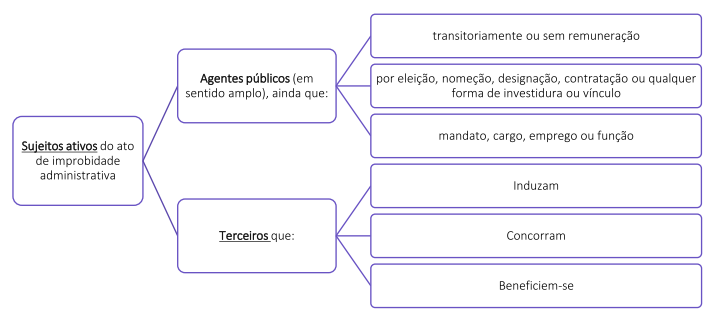 Sujeitos ativos do ato
de improbidade
administrativa
Agentes públicos (em
sentido amplo), ainda que:
transitoriamente ou sem remuneração
por eleição, nomeção, designação, contratação ou qualquer
forma de investidura ou vínculo
mandato, cargo, emprego ou função
Terceiros que:
Induzam
Concorram
Beneficiem-se